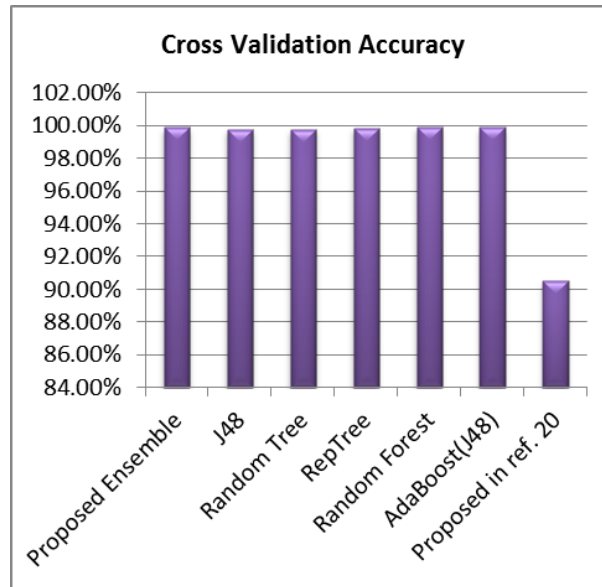 Cross Validation Accuracy
102.00%
100.00%
98.00%
96.00%
94.00%
92.00%
90.00%
88.00%
86.00%
84.00%
Proposed Ensemble
J48
Random Tree
RepTree
Random Forest
AdaBoost(J48)
Proposed in ref. 20